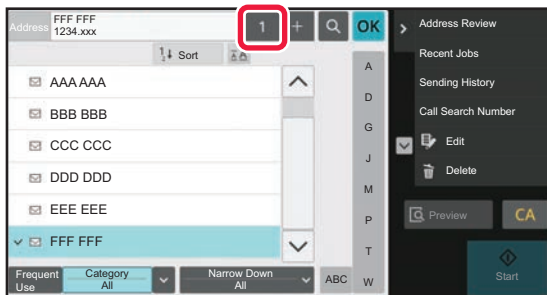 Address
FFF FFF
1234.xxx
1
+
OK
Sort
AAA AAA
BBB BBB
CCC CCC
DDD DDD
EEE EEE
FFF FFF
A
D
G
J
M
P
T
W
Frequent
Use
Category
All
Narrow Down
All
ABC
Address Review
Recent Jobs
Sending History
Call Search Number
Edit
Delete
Preview
CA
Start